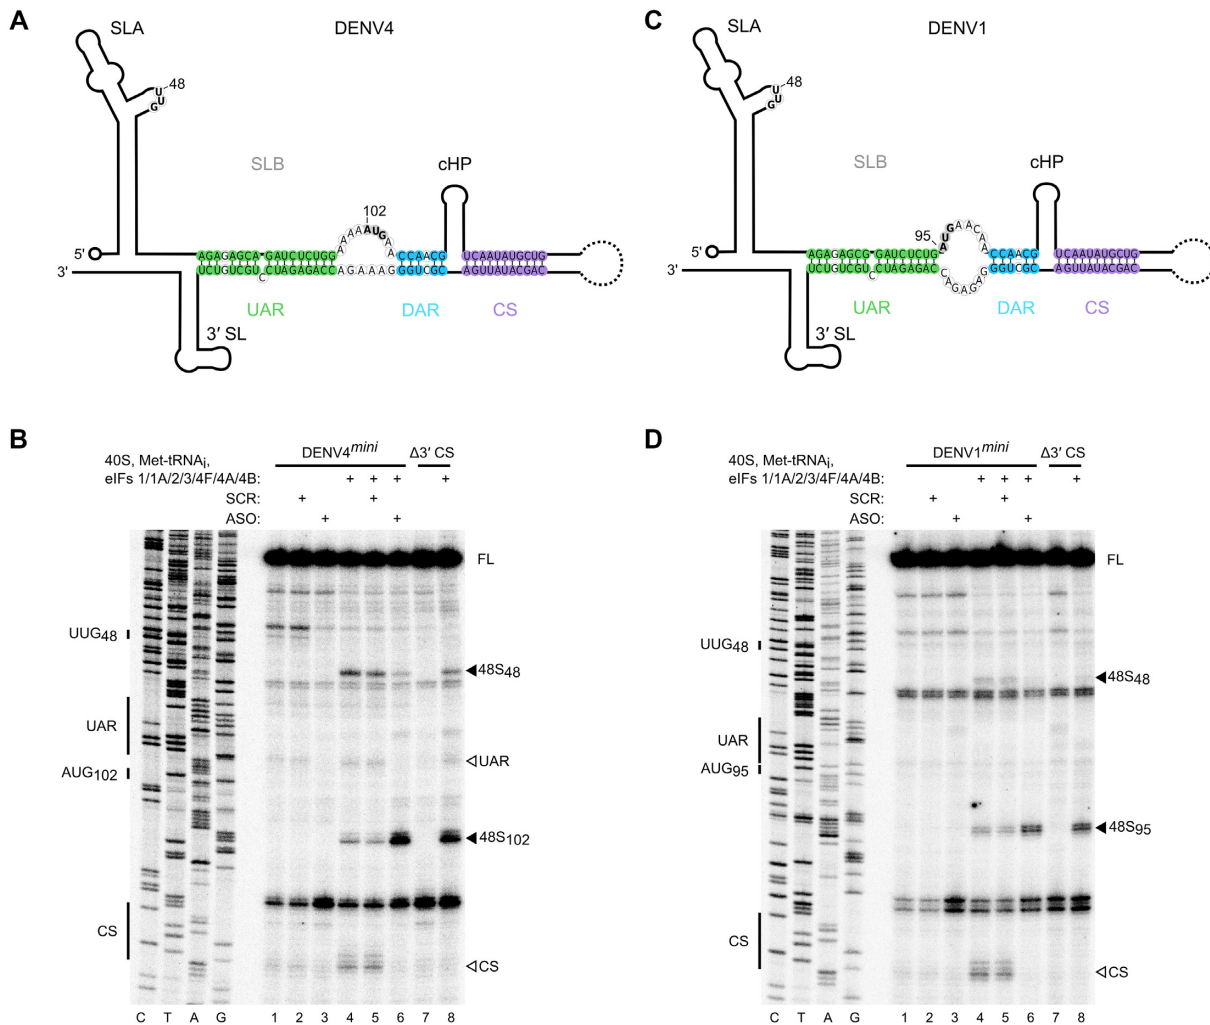 A
DENV4
SLA
48
U
U
G
SLB
cHP
102
AAAAAUGA
5′
AGAGAGCA GAUCUCUGG
CCAACG
UCAAUAUGCUG
3′
UCUGUCGU C CUAGAGACC
AGAAAG
GGUCGC
AGUUAUACGAC
UAR
DAR
CS
3′ SL
C
DENV1
SLA
48
U
U
G
SLB
cHP
95
AUGAACAA
5′
AGAGAGCG GAUCUCUG
CCAACG
UCAAUAUGCUG
3′
UCUGUCGU C CUAGAGAC
CAGAGA
GGUCGC
AGUUAUACGAC
UAR
DAR
CS
3′ SL
B
DENV4mini
Δ3′ CS
40S, Met-tRNAi,
eIFs 1/1A/2/3/4F/4A/4B: + + + +
SCR: + +
ASO: + +
FL
UUG48
48S48
UAR
UAR
AUG102
48S102
CS
CS
C T A G 1 2 3 4 5 6 7 8
D
DENV1mini
Δ3′ CS
40S, Met-tRNAi,
eIFs 1/1A/2/3/4F/4A/4B: + + + +
SCR: + +
ASO: + +
FL
UUG48
48S48
UAR
AUG95
48S95
CS
CS
C T A G 1 2 3 4 5 6 7 8